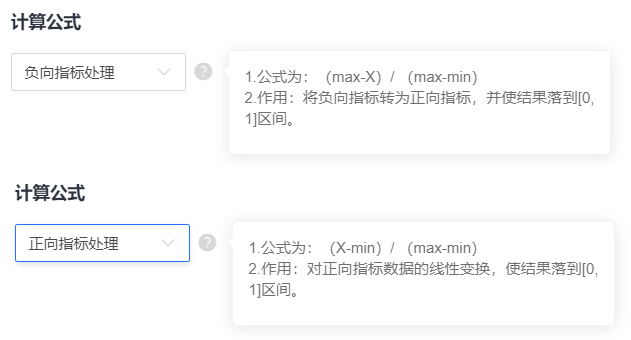 计算公式
负向指标处理
?
1.公式为：（max-X）/ （max-min）
2.作用：将负向指标转为正向指标，并使结果落到[0,
1]区间。
计算公式
正向指标处理
?
1.公式为：（X-min）/ （max-min）
2.作用：对正向指标数据的线性变换，使结果落到[0,
1]区间。